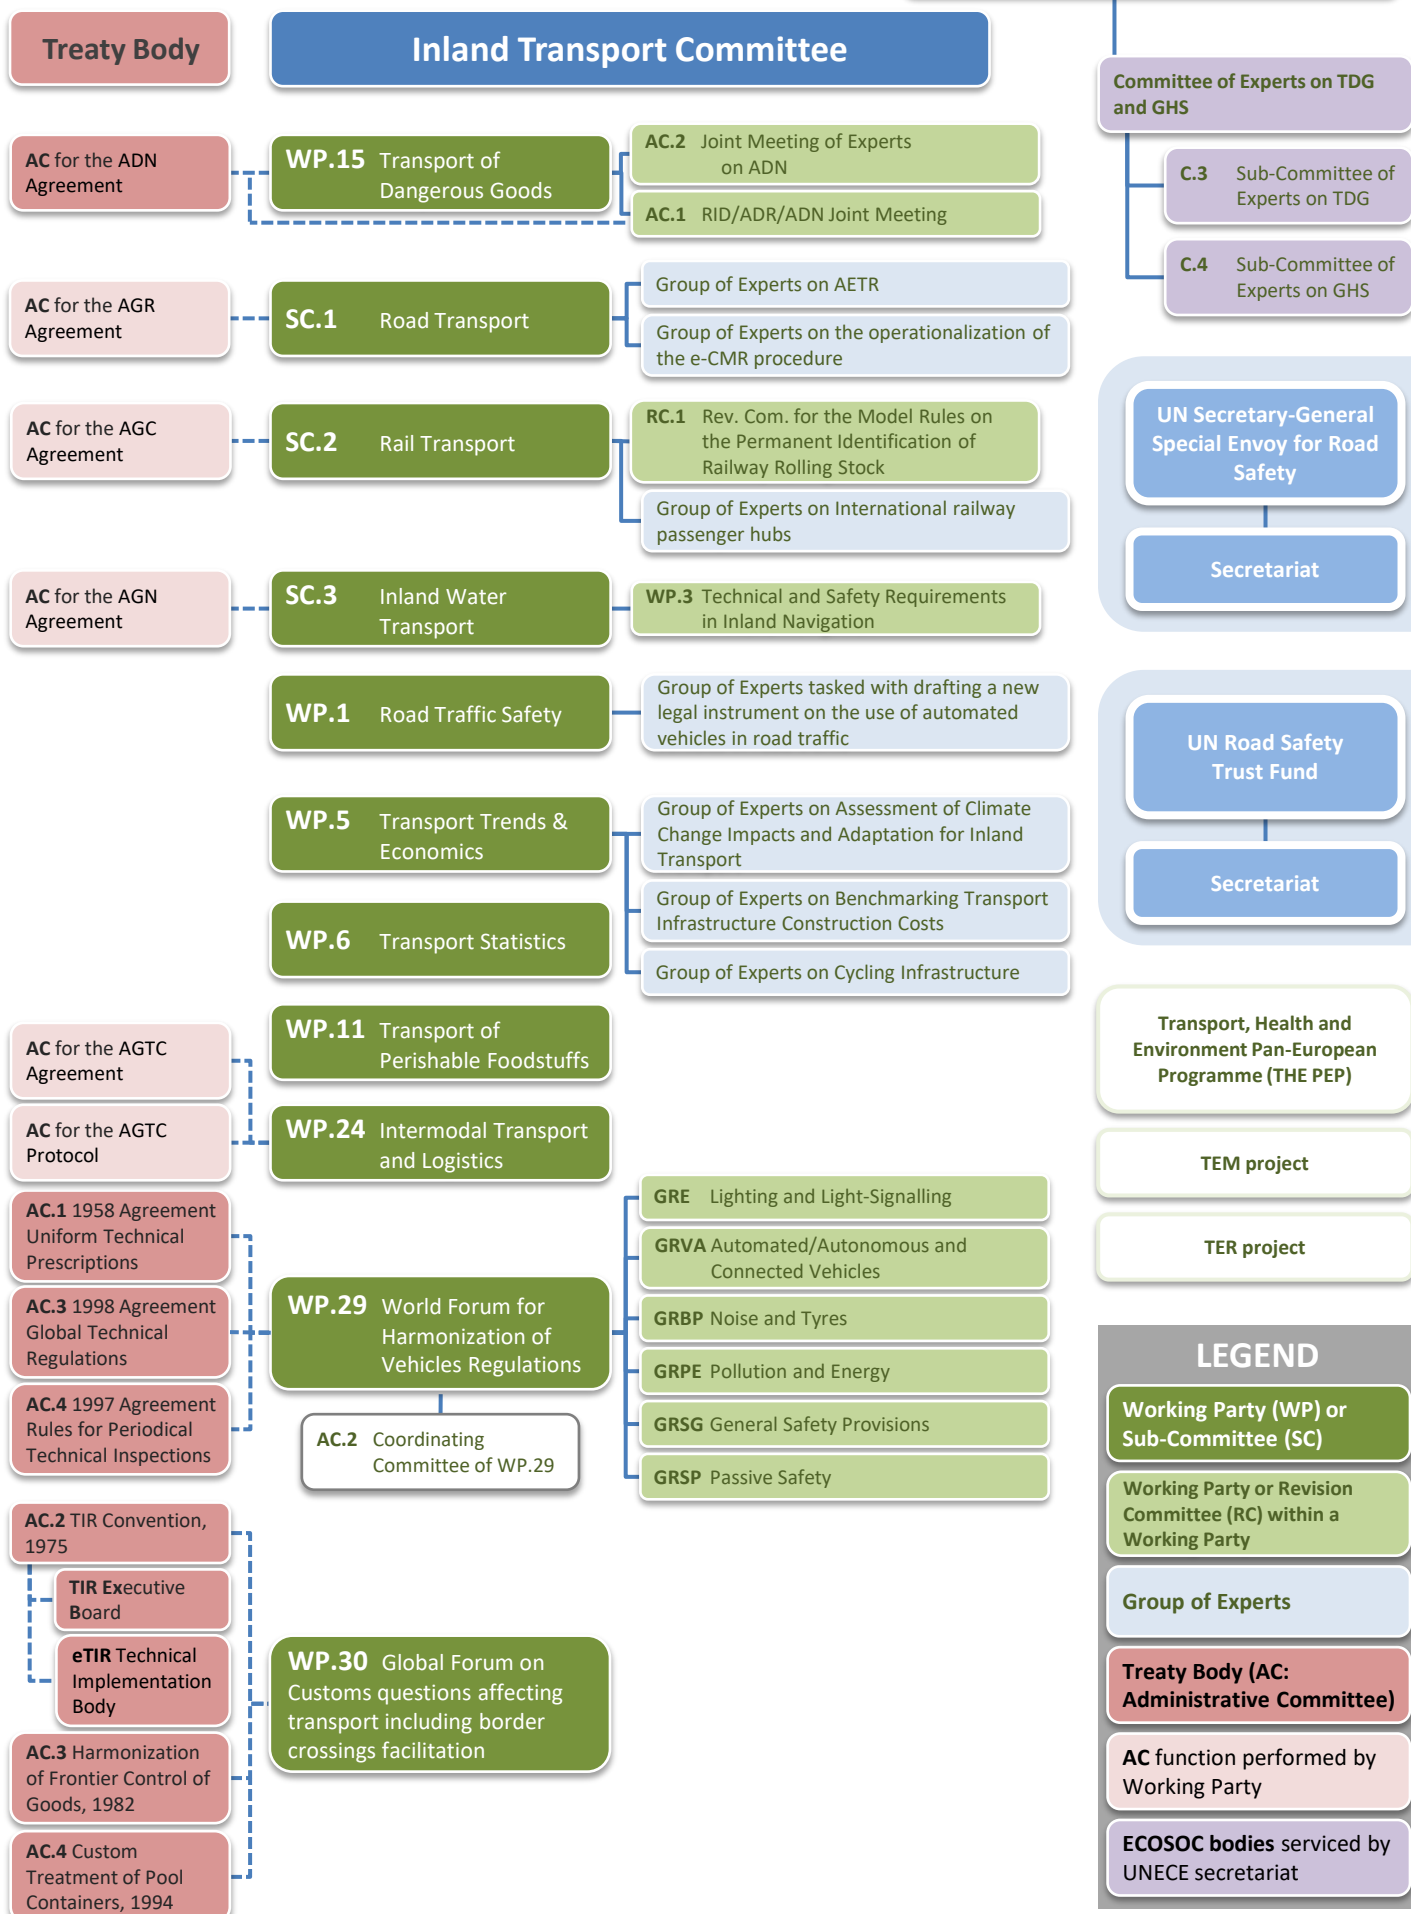 Treaty Body
Inland Transport Committee
AC for the ADN
Agreement
WP.15 Transport of
Dangerous Goods
AC.2 Joint Meeting of Experts
on ADN
AC.1 RID/ADR/ADN Joint Meeting
AC for the AGR
Agreement
SC.1 Road Transport
Group of Experts on AETR
Group of Experts on the operationalization of
the e-CMR procedure
AC for the AGC
Agreement
SC.2 Rail Transport
RC.1 Rev. Com. for the Model Rules on
the Permanent Identification of
Railway Rolling Stock
Group of Experts on International railway
passenger hubs
AC for the AGN
Agreement
SC.3 Inland Water
Transport
WP.3 Technical and Safety Requirements
in Inland Navigation
WP.1 Road Traffic Safety
Group of Experts tasked with drafting a new
legal instrument on the use of automated
vehicles in road traffic
WP.5 Transport Trends &
Economics
Group of Experts on Assessment of Climate
Change Impacts and Adaptation for Inland
Transport
Group of Experts on Benchmarking Transport
Infrastructure Construction Costs
Group of Experts on Cycling Infrastructure
WP.6 Transport Statistics
WP.11 Transport of
Perishable Foodstuffs
AC for the AGTC
Agreement
AC for the AGTC
Protocol
WP.24 Intermodal Transport
and Logistics
AC.1 1958 Agreement
Uniform Technical
Prescriptions
AC.3 1998 Agreement
Global Technical
Regulations
AC.4 1997 Agreement
Rules for Periodical
Technical Inspections
WP.29 World Forum for
Harmonization of
Vehicles Regulations
AC.2 Coordinating
Committee of WP.29
GRE Lighting and Light-Signalling
GRVA Automated/Autonomous and
Connected Vehicles
GRBP Noise and Tyres
GRPE Pollution and Energy
GRSG General Safety Provisions
GRSP Passive Safety
AC.2 TIR Convention,
1975
TIR Executive
Board
eTIR Technical
Implementation
Body
AC.3 Harmonization
of Frontier Control of
Goods, 1982
AC.4 Custom
Treatment of Pool
Containers, 1994
WP.30 Global Forum on
Customs questions affecting
transport including border
crossings facilitation
Committee of Experts on TDG
and GHS
C.3 Sub-Committee of
Experts on TDG
C.4 Sub-Committee of
Experts on GHS
UN Secretary-General
Special Envoy for Road
Safety
Secretariat
UN Road Safety
Trust Fund
Secretariat
Transport, Health and
Environment Pan-European
Programme (THE PEP)
TEM project
TER project
LEGEND
Working Party (WP) or
Sub-Committee (SC)
Working Party or Revision
Committee (RC) within a
Working Party
Group of Experts
Treaty Body (AC:
Administrative Committee)
AC function performed by
Working Party
ECOSOC bodies serviced by
UNECE secretariat